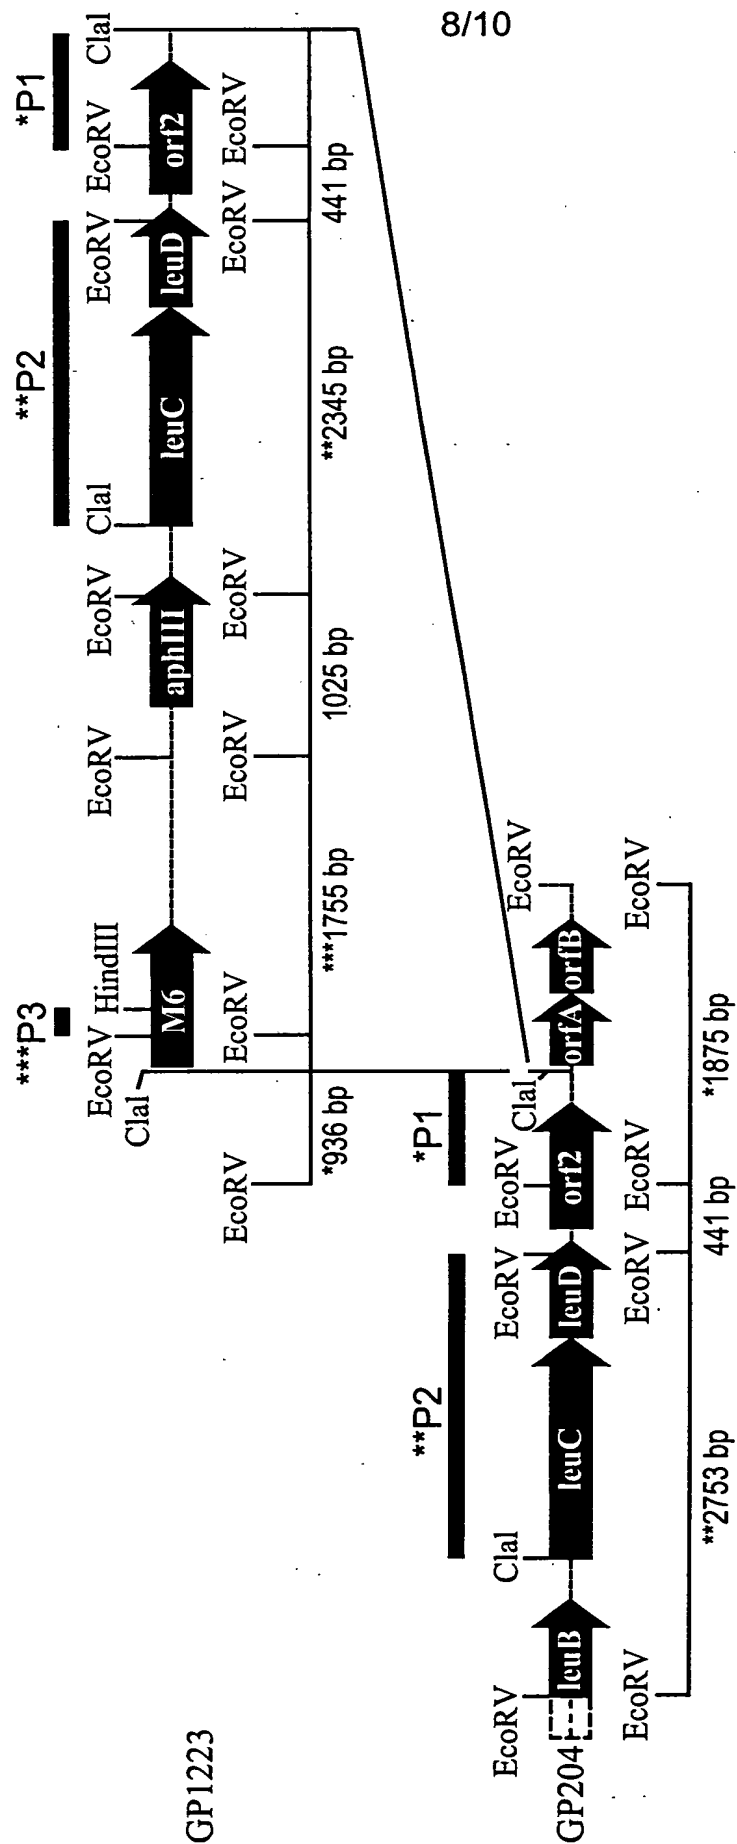 8/10
***P3 **P2 *P1
EcoRV HindIII EcoRV EcoRV ClaI EcoRV EcoRV ClaI
ClaI
M6 aphIII leuC leuD orf2
GP1223
EcoRV EcoRV EcoRV EcoRV EcoRV EcoRV
*936 bp ***1755 bp 1025 bp **2345 bp 441 bp
**P2 *P1
EcoRV ClaI EcoRV EcoRV ClaI EcoRV
GP204 leuB leuC leuD orf2 orfA orfB
EcoRV EcoRV EcoRV EcoRV
**2753 bp 441 bp *1875 bp